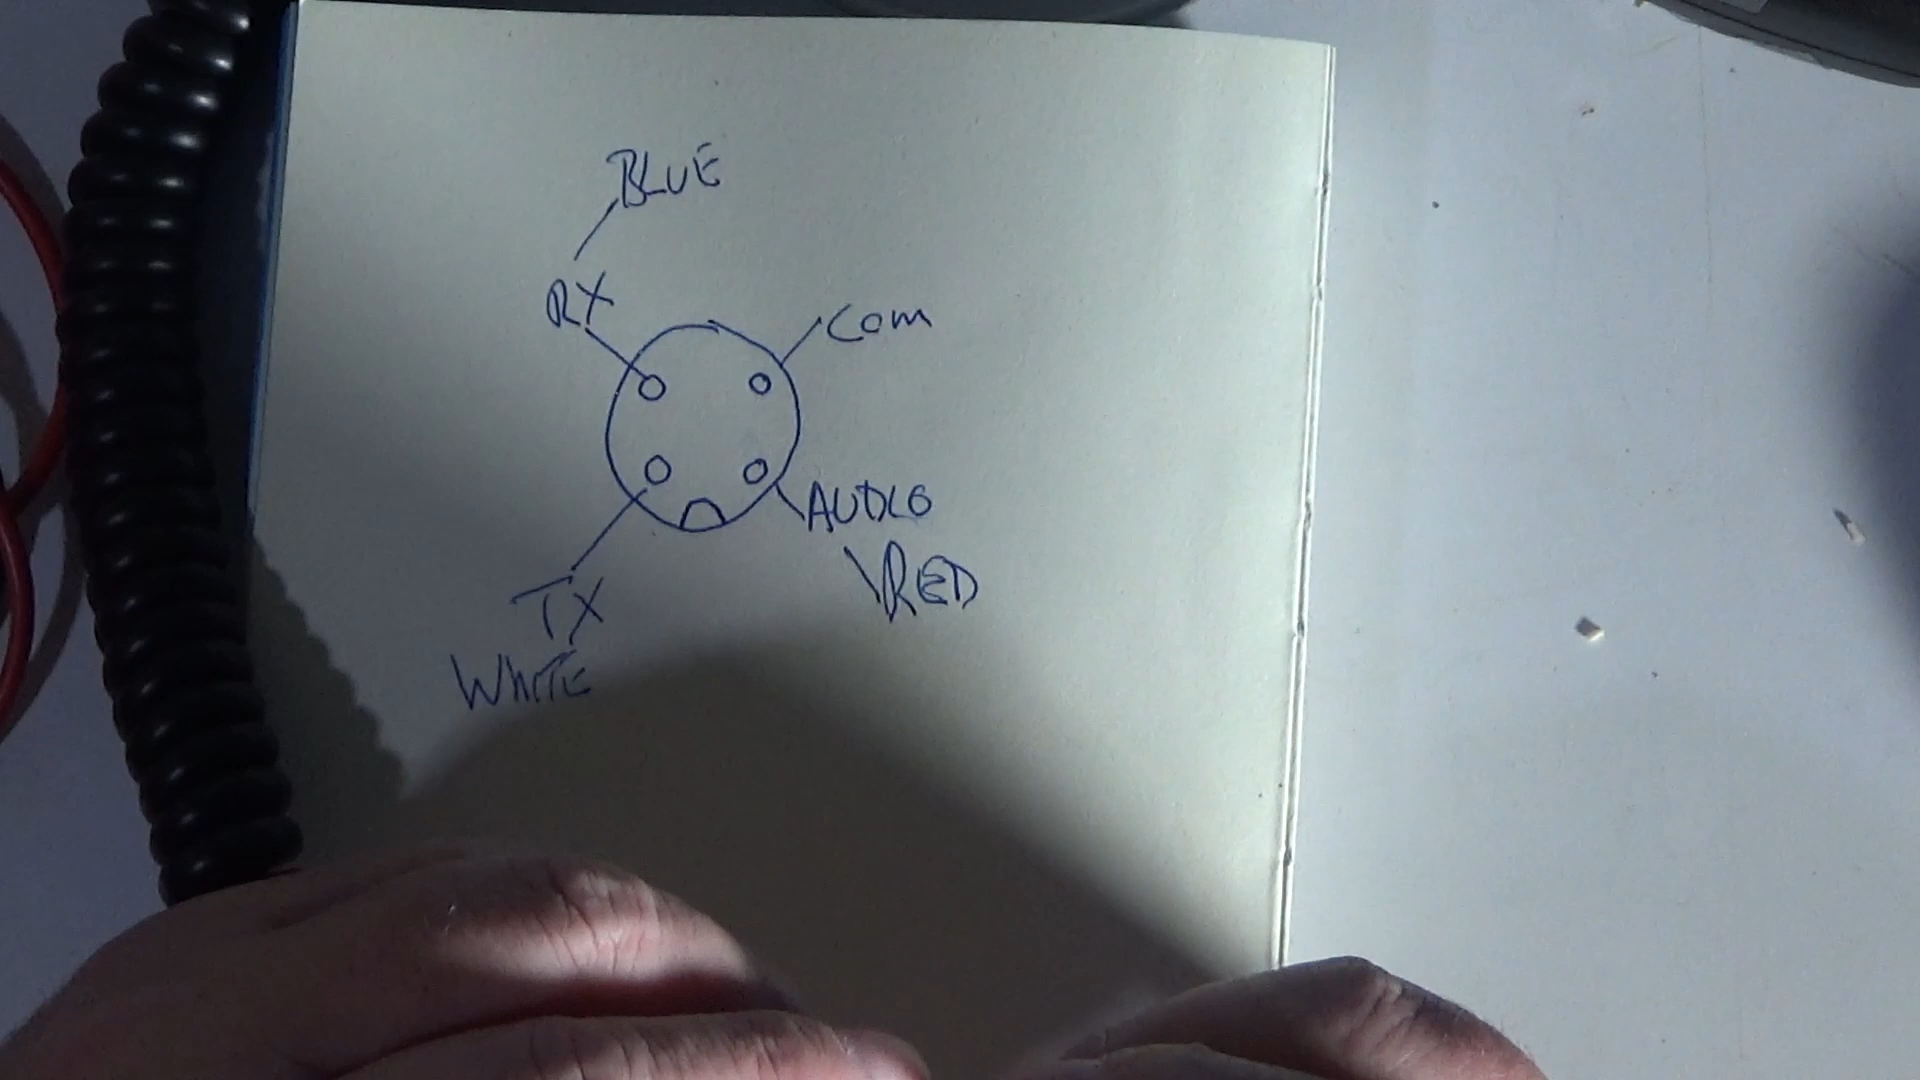 BLUE
RX
COM
AUDIO
RED
TX
WHITE